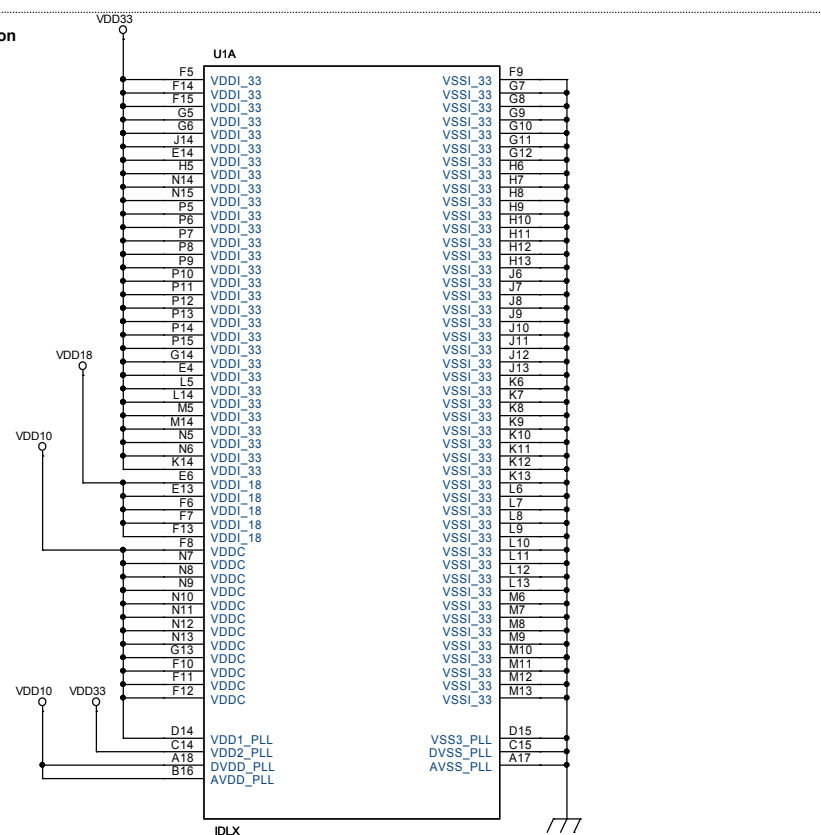 VDD33
on
U1A
F5 VDDI_33 VSSI_33 F9
F14 VDDI_33 VSSI_33 G7
F15 VDDI_33 VSSI_33 G8
G5 VDDI_33 VSSI_33 G9
G6 VDDI_33 VSSI_33 G10
J14 VDDI_33 VSSI_33 G11
E14 VDDI_33 VSSI_33 G12
H5 VDDI_33 VSSI_33 H6
N14 VDDI_33 VSSI_33 H7
N15 VDDI_33 VSSI_33 H8
P5 VDDI_33 VSSI_33 H9
P6 VDDI_33 VSSI_33 H10
P7 VDDI_33 VSSI_33 H11
P8 VDDI_33 VSSI_33 H12
P9 VDDI_33 VSSI_33 H13
P10 VDDI_33 VSSI_33 J6
P11 VDDI_33 VSSI_33 J7
P12 VDDI_33 VSSI_33 J8
P13 VDDI_33 VSSI_33 J9
P14 VDDI_33 VSSI_33 J10
P15 VDDI_33 VSSI_33 J11
VDD18 G14 VDDI_33 VSSI_33 J12
E4 VDDI_33 VSSI_33 J13
L5 VDDI_33 VSSI_33 K6
L14 VDDI_33 VSSI_33 K7
M5 VDDI_33 VSSI_33 K8
M14 VDDI_33 VSSI_33 K9
VDD10 N5 VDDI_33 VSSI_33 K10
N6 VDDI_33 VSSI_33 K11
K14 VDDI_33 VSSI_33 K12
E6 VDDI_18 VSSI_33 K13
E13 VDDI_18 VSSI_33 L6
F6 VDDI_18 VSSI_33 L7
F7 VDDI_18 VSSI_33 L8
F13 VDDI_18 VSSI_33 L9
F8 VDDC VSSI_33 L10
N7 VDDC VSSI_33 L11
N8 VDDC VSSI_33 L12
N9 VDDC VSSI_33 L13
N10 VDDC VSSI_33 M6
N11 VDDC VSSI_33 M7
N12 VDDC VSSI_33 M8
N13 VDDC VSSI_33 M9
G13 VDDC VSSI_33 M10
F10 VDDC VSSI_33 M11
F11 VDDC VSSI_33 M12
VDD10 VDD33 F12 VDDC VSSI_33 M13
D14 VDD1_PLL VSS3_PLL D15
C14 VDD2_PLL DVSS_PLL C15
A18 DVDD_PLL AVSS_PLL A17
B16 AVDD_PLL
IDLX